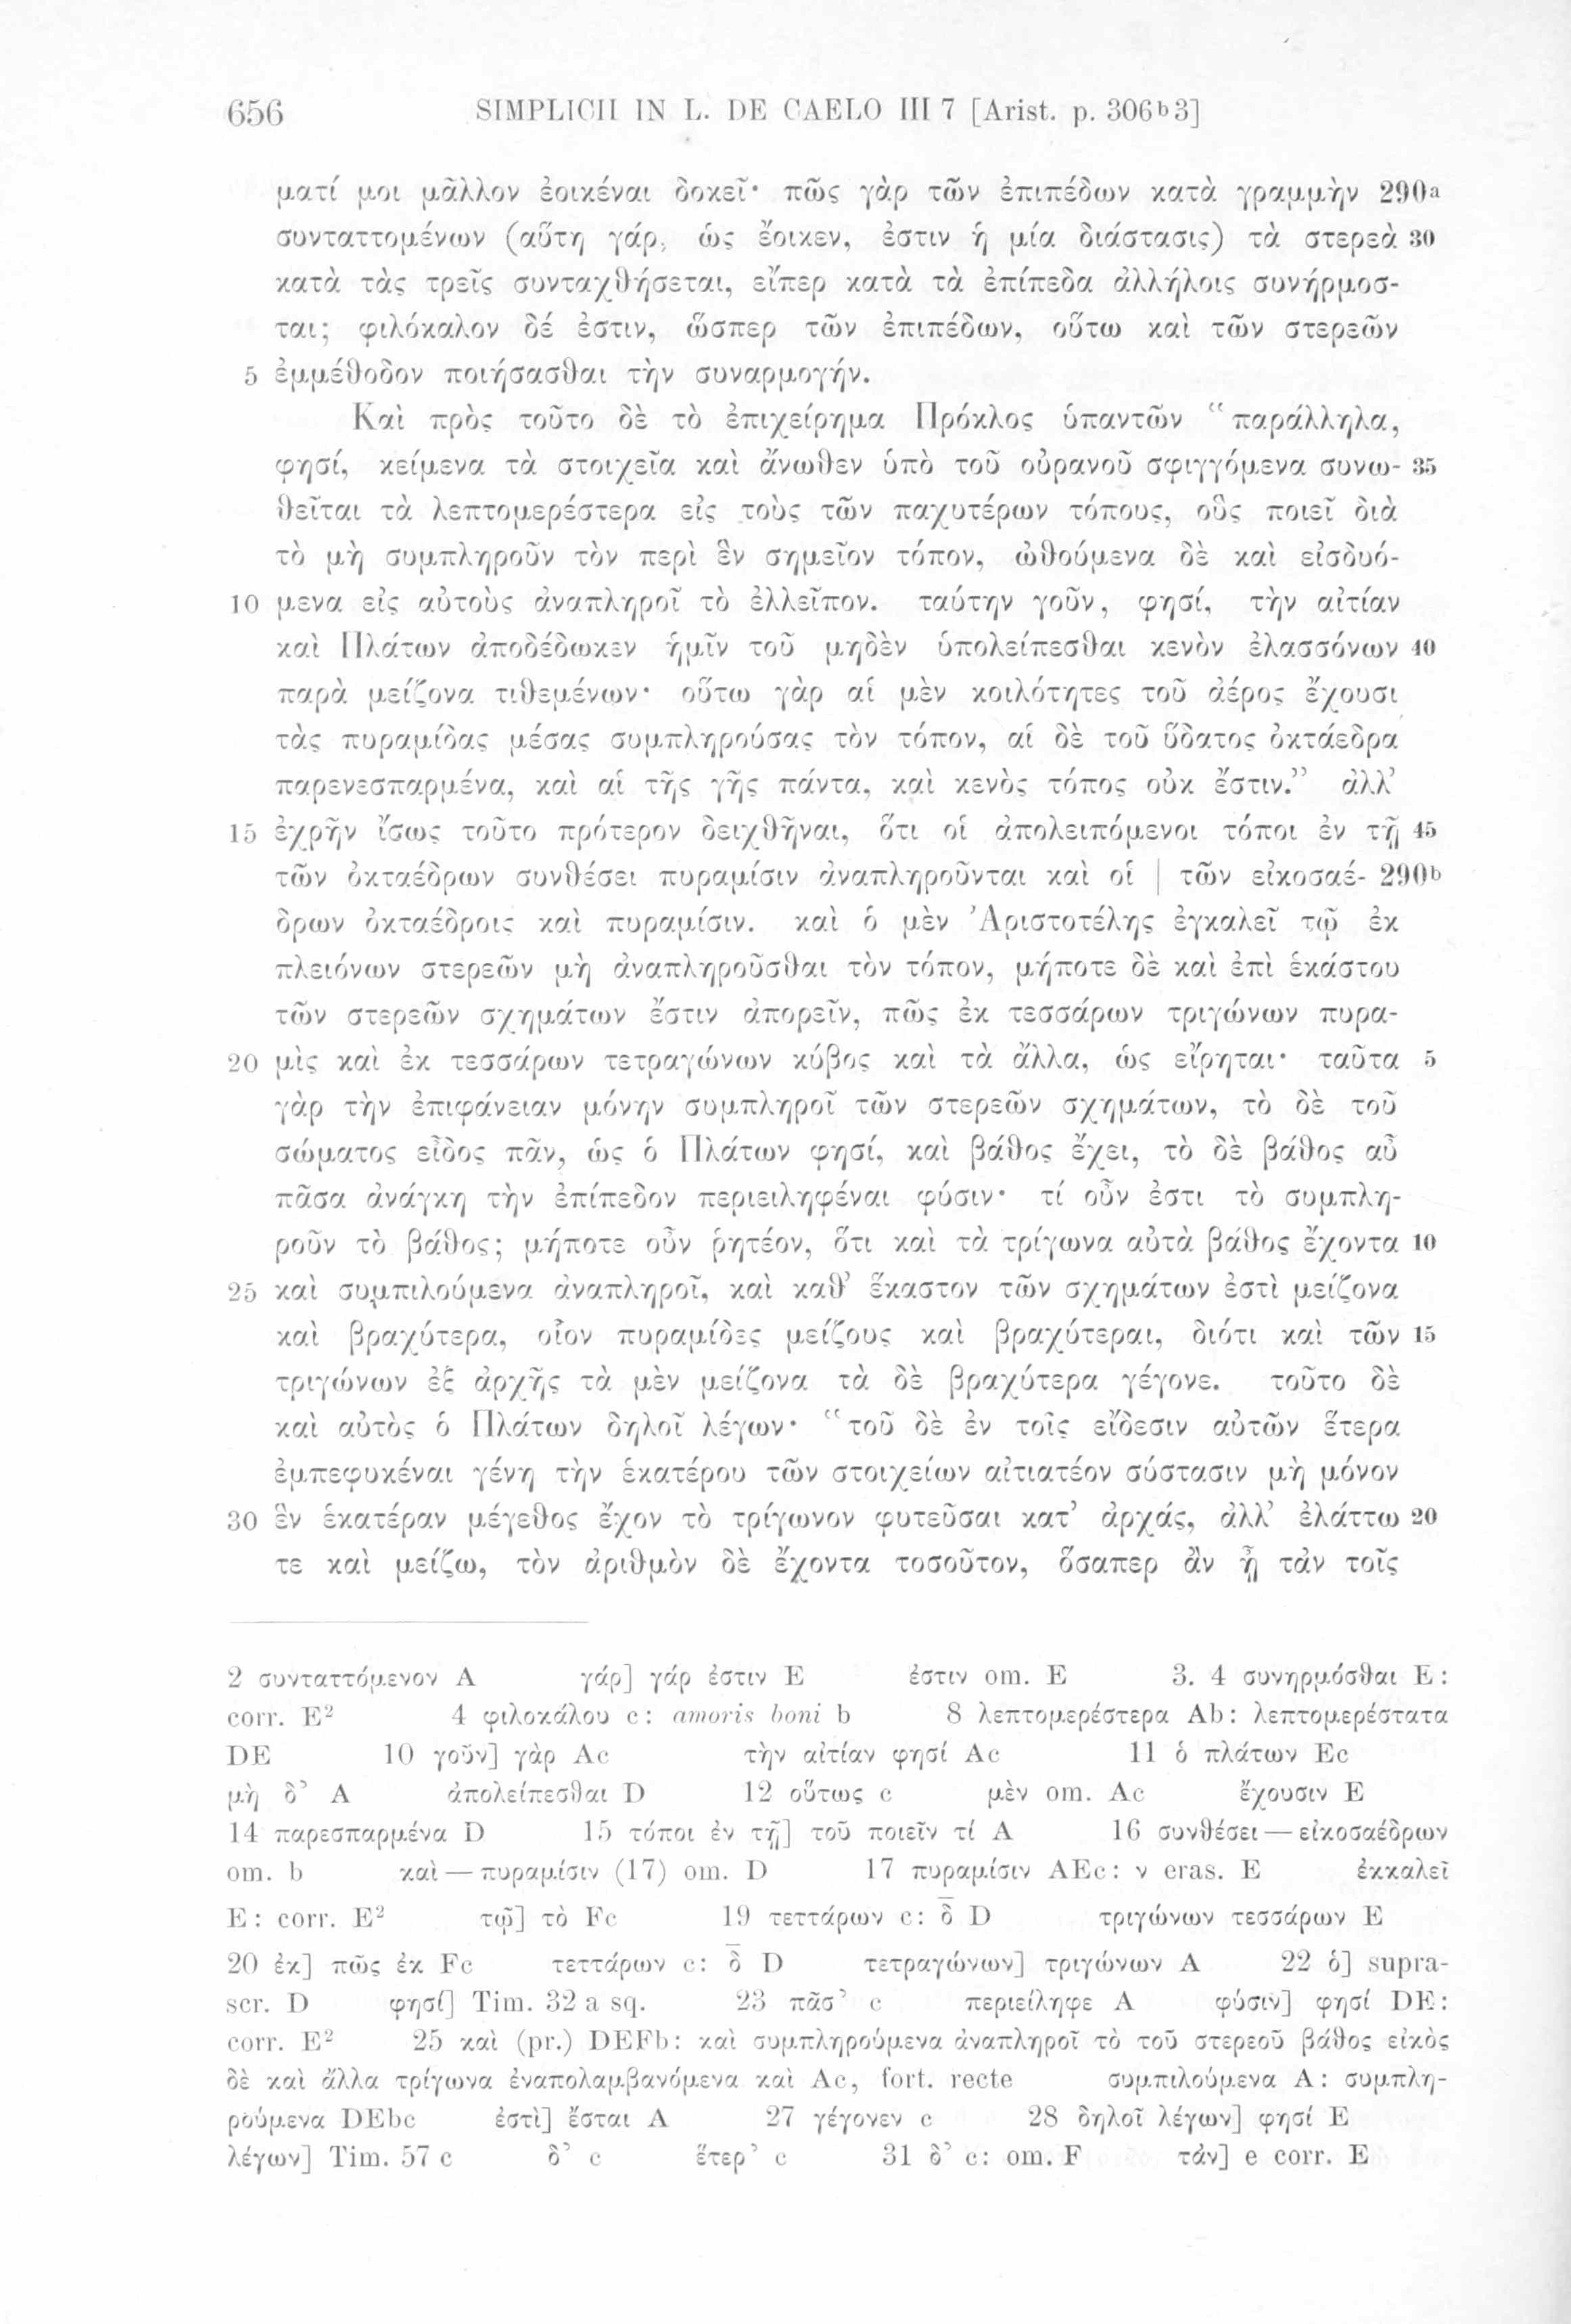 656 SIMPLICII IN L. DE CAELO III 7 [Arist. p. 306ᵇ3]
ματί μοι μᾶλλον ἐοικέναι δοκεῖ· πῶς γὰρ τῶν ἐπιπέδων κατὰ γραμμὴν 290ᵃ
συνταττομένων (αὕτη γάρ, ὡς ἔοικεν, ἐστιν ἡ μία διάστασις) τὰ στερεὰ 30
κατὰ τὰς τρεῖς συνταχθήσεται, εἴπερ κατὰ τὰ ἐπίπεδα ἀλλήλοις συνήρμοσ-
ται; φιλόκαλον δέ ἐστιν, ὥσπερ τῶν ἐπιπέδων, οὕτω καὶ τῶν στερεῶν
5 ἐμμέθοδον ποιήσασθαι τὴν συναρμογήν.
Καὶ πρὸς τοῦτο δὲ τὸ ἐπιχείρημα Πρόκλος ὑπαντῶν “παράλληλα,
φησί, κείμενα τὰ στοιχεῖα καὶ ἄνωθεν ὑπὸ τοῦ οὐρανοῦ σφιγγόμενα συνω- 35
θεῖται τὰ λεπτομερέστερα εἰς τοὺς τῶν παχυτέρων τόπους, οὓς ποιεῖ διὰ
τὸ μὴ συμπληροῦν τὸν περὶ ἓν σημεῖον τόπον, ὠθούμενα δὲ καὶ εἰσδυό-
10 μενα εἰς αὐτοὺς ἀναπληροῖ τὸ ἐλλεῖπον. ταύτην γοῦν, φησί, τὴν αἰτίαν
καὶ Πλάτων ἀποδέδωκεν ἡμῖν τοῦ μηδὲν ὑπολείπεσθαι κενὸν ἐλασσόνων 40
παρὰ μείζονα τιθεμένων· οὕτω γὰρ αἱ μὲν κοιλότητες τοῦ ἀέρος ἔχουσι
τὰς πυραμίδας μέσας συμπληρούσας τὸν τόπον, αἱ δὲ τοῦ ὕδατος ὀκτάεδρα
παρενεσπαρμένα, καὶ αἱ τῆς γῆς πάντα, καὶ κενὸς τόπος οὐκ ἔστιν.” ἀλλ’
15 ἐχρῆν ἴσως τοῦτο πρότερον δειχθῆναι, ὅτι οἱ ἀπολειπόμενοι τόποι ἐν τῇ 45
τῶν ὀκταέδρων συνθέσει πυραμίσιν ἀναπληροῦνται καὶ οἱ | τῶν εἰκοσαέ- 290ᵇ
δρων ὀκταέδροις καὶ πυραμίσιν. καὶ ὁ μὲν Ἀριστοτέλης ἐγκαλεῖ τῷ ἐκ
πλειόνων στερεῶν μὴ ἀναπληροῦσθαι τὸν τόπον, μήποτε δὲ καὶ ἐπὶ ἑκάστου
τῶν στερεῶν σχημάτων ἔστιν ἀπορεῖν, πῶς ἐκ τεσσάρων τριγώνων πυρα-
20 μὶς καὶ ἐκ τεσσάρων τετραγώνων κύβος καὶ τὰ ἄλλα, ὡς εἴρηται· ταῦτα 5
γὰρ τὴν ἐπιφάνειαν μόνην συμπληροῖ τῶν στερεῶν σχημάτων, τὸ δὲ τοῦ
σώματος εἶδος πᾶν, ὡς ὁ Πλάτων φησί, καὶ βάθος ἔχει, τὸ δὲ βάθος αὖ
πᾶσα ἀνάγκη τὴν ἐπίπεδον περιειληφέναι φύσιν· τί οὖν ἐστι τὸ συμπλη-
ροῦν τὸ βάθος; μήποτε οὖν ῥητέον, ὅτι καὶ τὰ τρίγωνα αὐτὰ βάθος ἔχοντα 10
25 καὶ συμπιλούμενα ἀναπληροῖ, καὶ καθ’ ἕκαστον τῶν σχημάτων ἐστὶ μείζονα
καὶ βραχύτερα, οἷον πυραμίδες μείζους καὶ βραχύτεραι, διότι καὶ τῶν 15
τριγώνων ἐξ ἀρχῆς τὰ μὲν μείζονα τὰ δὲ βραχύτερα γέγονε. τοῦτο δὲ
καὶ αὐτὸς ὁ Πλάτων δηλοῖ λέγων· “τοῦ δὲ ἐν τοῖς εἴδεσιν αὐτῶν ἕτερα
ἐμπεφυκέναι γένη τὴν ἑκατέρου τῶν στοιχείων αἰτιατέον σύστασιν μὴ μόνον
30 ἓν ἑκατέραν μέγεθος ἔχον τὸ τρίγωνον φυτεῦσαι κατ’ ἀρχάς, ἀλλ’ ἐλάττω 20
τε καὶ μείζω, τὸν ἀριθμὸν δὲ ἔχοντα τοσοῦτον, ὅσαπερ ἂν ᾖ τἀν τοῖς
2 συνταττόμενον A γάρ] γάρ ἐστιν E ἐστιν om. E 3. 4 συνηρμόσθαι E:
corr. E² 4 φιλοκάλου c: amoris boni b 8 λεπτομερέστερα Ab: λεπτομερέστατα
DE 10 γοῦν] γὰρ Ac τὴν αἰτίαν φησί Ac 11 ὁ πλάτων Ec
μὴ δ’ A ἀπολείπεσθαι D 12 οὕτως c μὲν om. Ac ἔχουσιν E
14 παρεσπαρμένα D 15 τόποι ἐν τῇ] τοῦ ποιεῖν τί A 16 συνθέσει — εἰκοσαέδρων
om. b καὶ — πυραμίσιν (17) om. D 17 πυραμίσιν AEc: ν eras. E ἐκκαλεῖ
E: corr. E² τῷ] τὸ Fc 19 τεττάρων c: δ̄ D τριγώνων τεσσάρων E
20 ἐκ] πῶς ἐκ Fc τεττάρων c: δ̄ D τετραγώνων] τριγώνων A 22 ὁ] supra-
scr. D φησί] Tim. 32 a sq. 23 πᾶσ’ c περιείληφε A φύσιν] φησί DE:
corr. E² 25 καὶ (pr.) DEFb: καὶ συμπληρούμενα ἀναπληροῖ τὸ τοῦ στερεοῦ βάθος εἰκὸς
δὲ καὶ ἄλλα τρίγωνα ἐναπολαμβανόμενα καὶ Ac, fort. recte συμπιλούμενα A: συμπλη-
ρούμενα DEbc ἐστὶ] ἔσται A 27 γέγονεν c 28 δηλοῖ λέγων] φησί E
λέγων] Tim. 57 c δ’ c ἕτερ’ c 31 δ’ c: om. F τἀν] e corr. E